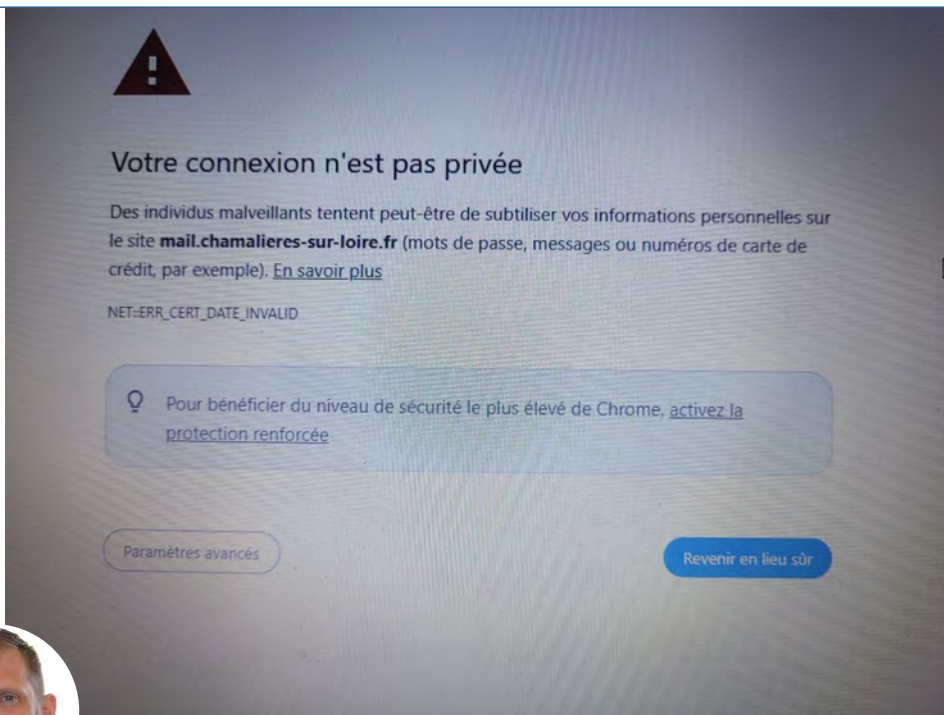 Votre connexion n'est pas privée
Des individus malveillants tentent peut-être de subtiliser vos informations personnelles sur
le site mail.chamalieres-sur-loire.fr (mots de passe, messages ou numéros de carte de
crédit, par exemple). En savoir plus
NET::ERR_CERT_DATE_INVALID
Pour bénéficier du niveau de sécurité le plus élevé de Chrome, activez la
protection renforcée
Paramètres avancés
Revenir en lieu sûr